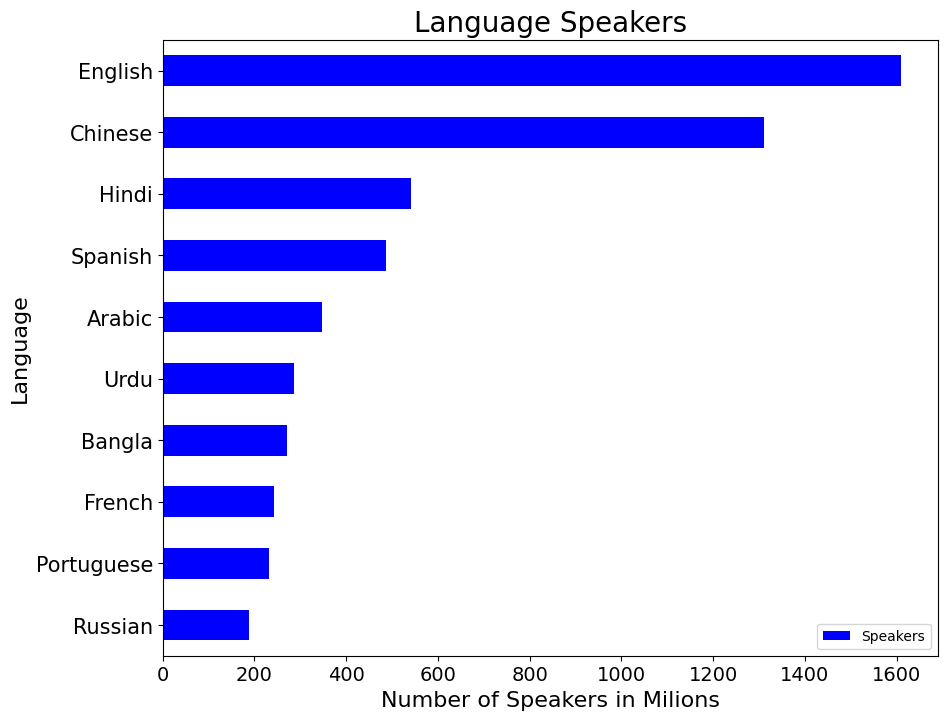 Language Speakers
English
Chinese
Hindi
Spanish
Arabic
Urdu
Bangla
French
Portuguese
Russian
Language
Speakers
0 200 400 600 800 1000 1200 1400 1600
Number of Speakers in Milions